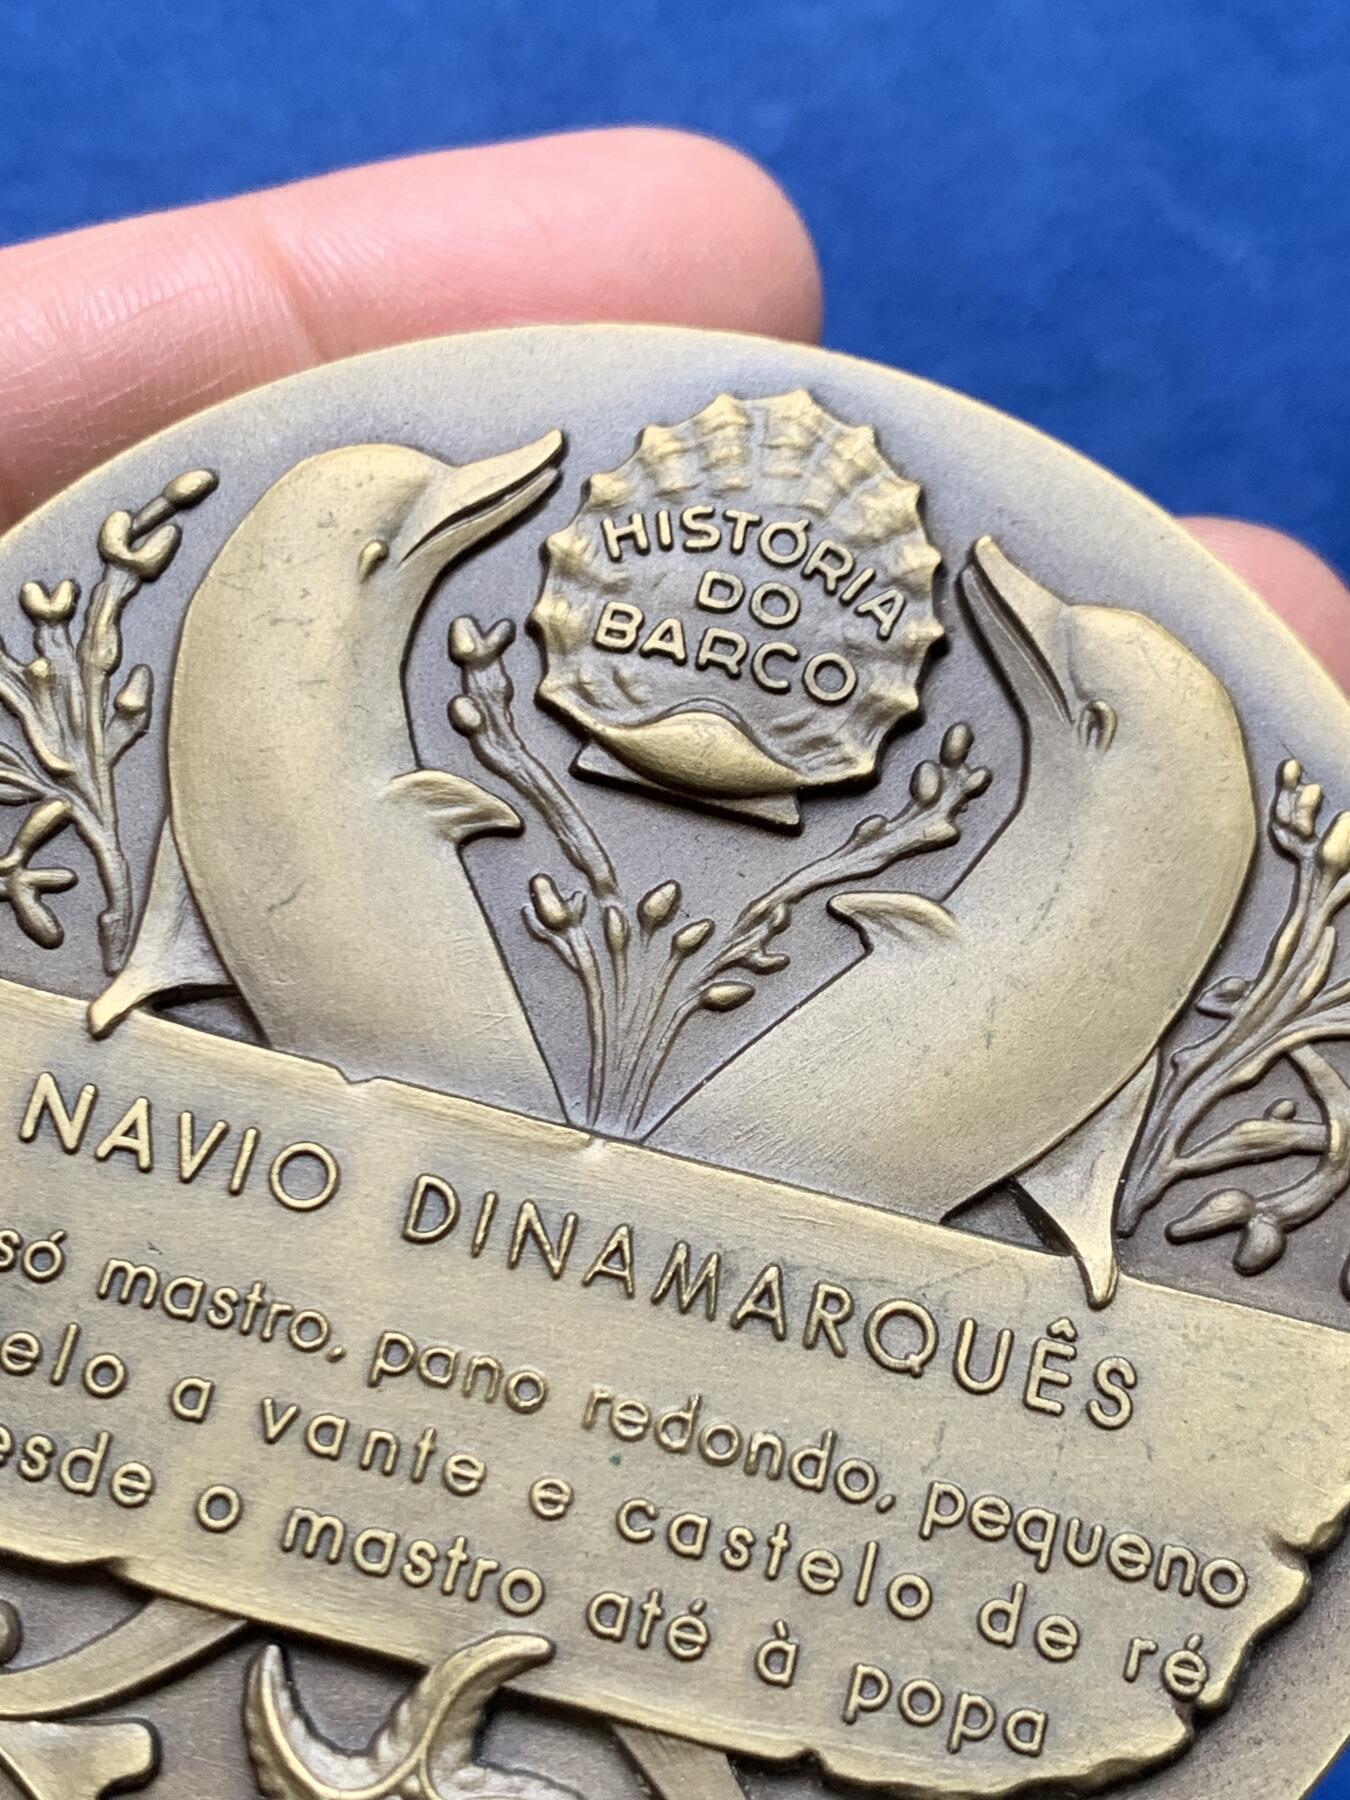 HISTÓRIA
DO
BARCO
NAVIO DINAMARQUÊS
só mastro, pano redondo, pequeno
elo a vante e castelo de ré
esde o mastro até à popa